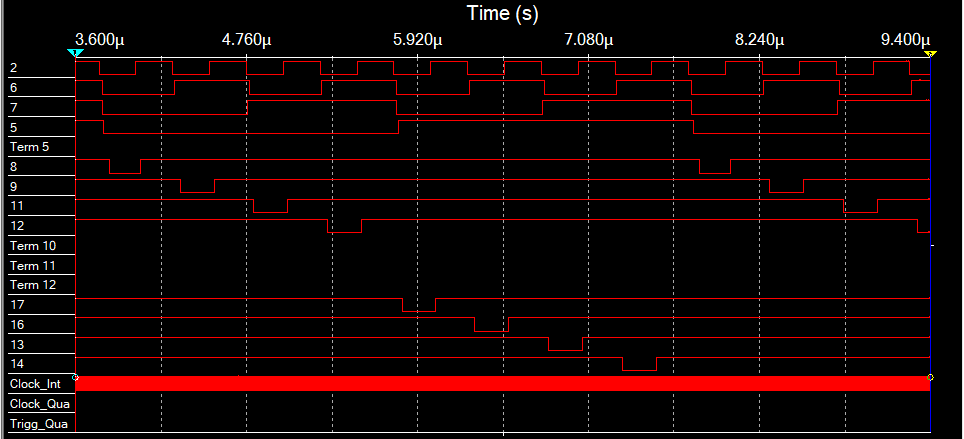 Time (s)
3.600µ 4.760µ 5.920µ 7.080µ 8.240µ 9.400µ
2
6
7
5
Term 5
8
9
11
12
Term 10
Term 11
Term 12
17
16
13
14
Clock_Int
Clock_Qua
Trigg_Qua